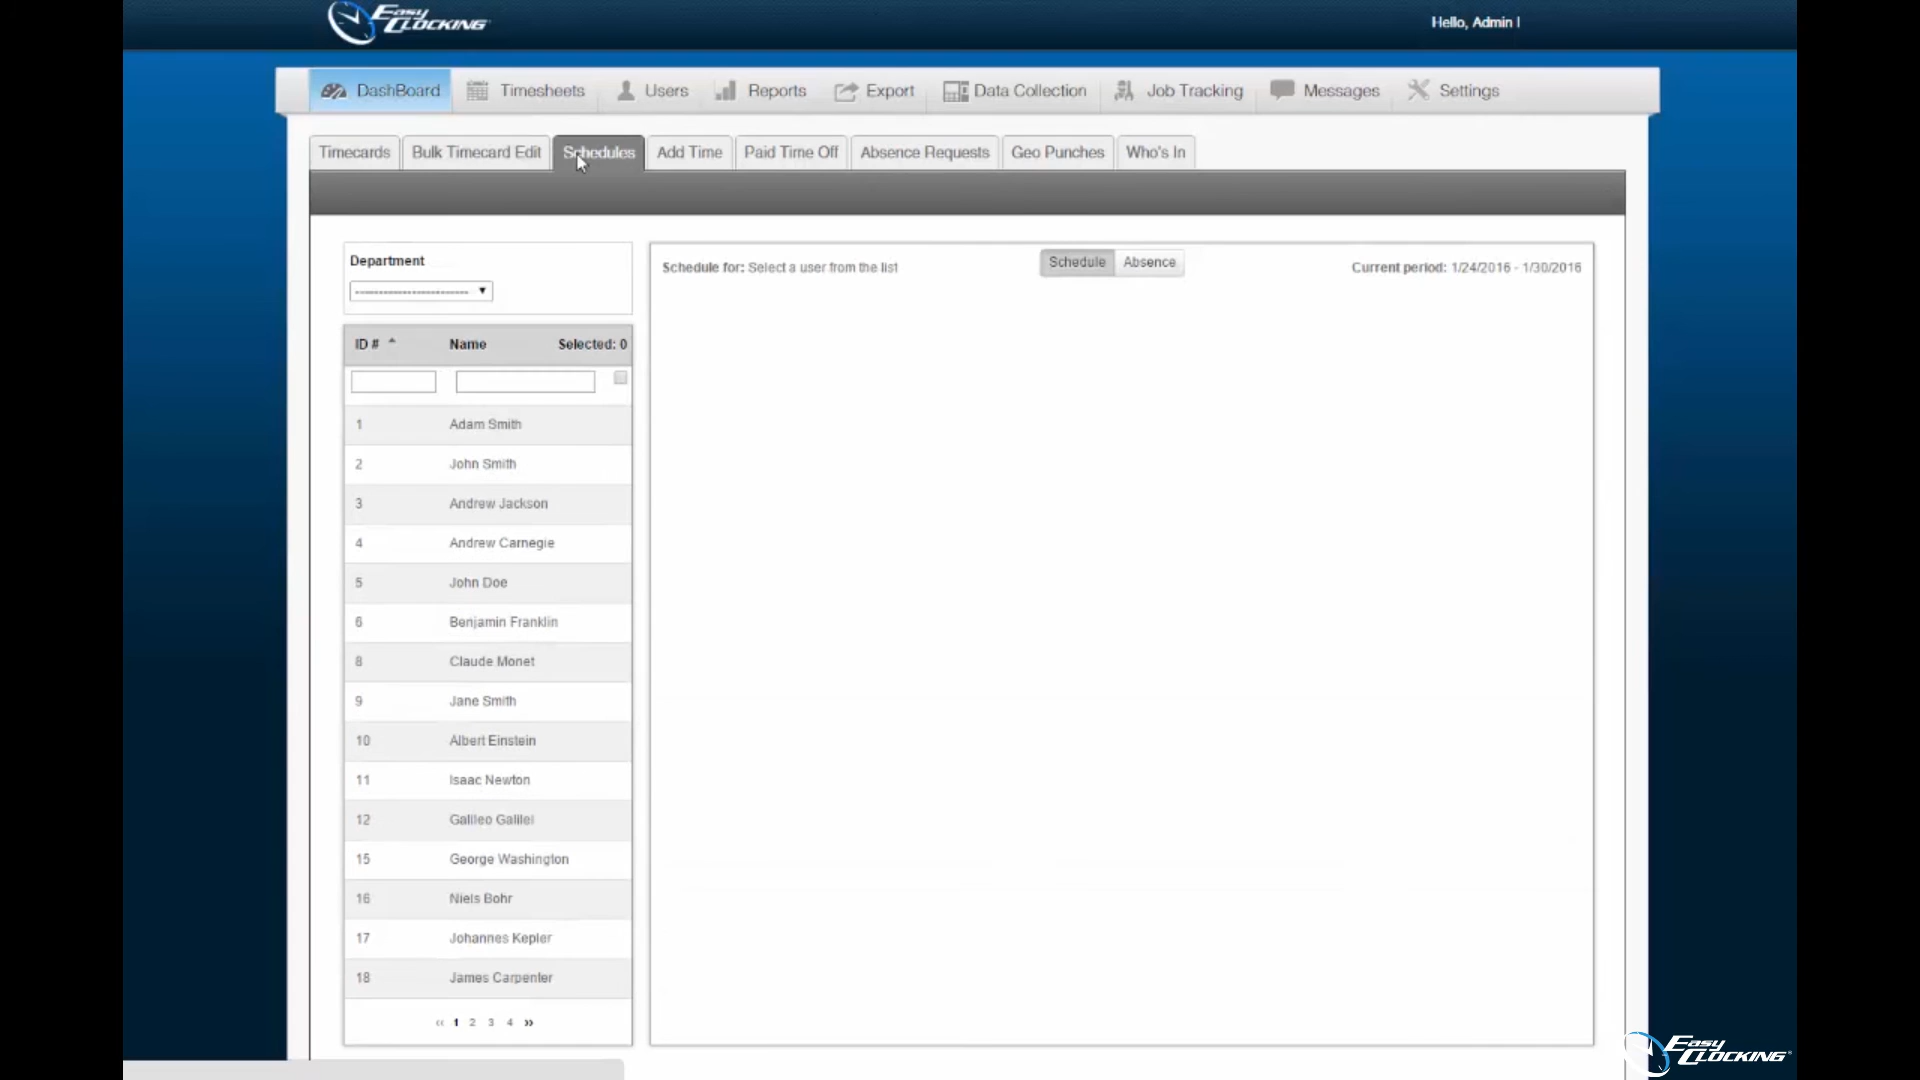 Easy Clocking
Hello, Admin !
DashBoard Timesheets Users Reports Export Data Collection Job Tracking Messages Settings
Timecards Bulk Timecard Edit Schedules Add Time Paid Time Off Absence Requests Geo Punches Who's In
Department
------------------------
Schedule for: Select a user from the list
Schedule Absence
Current period: 1/24/2016 - 1/30/2016
ID # Name Selected: 0
1 Adam Smith
2 John Smith
3 Andrew Jackson
4 Andrew Carnegie
5 John Doe
6 Benjamin Franklin
8 Claude Monet
9 Jane Smith
10 Albert Einstein
11 Isaac Newton
12 Galileo Galilei
15 George Washington
16 Niels Bohr
17 Johannes Kepler
18 James Carpenter
‹‹ 1 2 3 4 ››
Easy Clocking